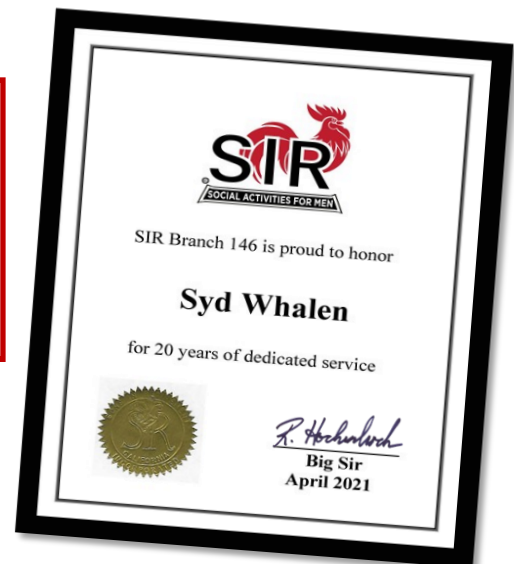 SIR
SOCIAL ACTIVITIES FOR MEN
SIR Branch 146 is proud to honor
Syd Whalen
for 20 years of dedicated service
CALIFORNIA
Big Sir
April 2021